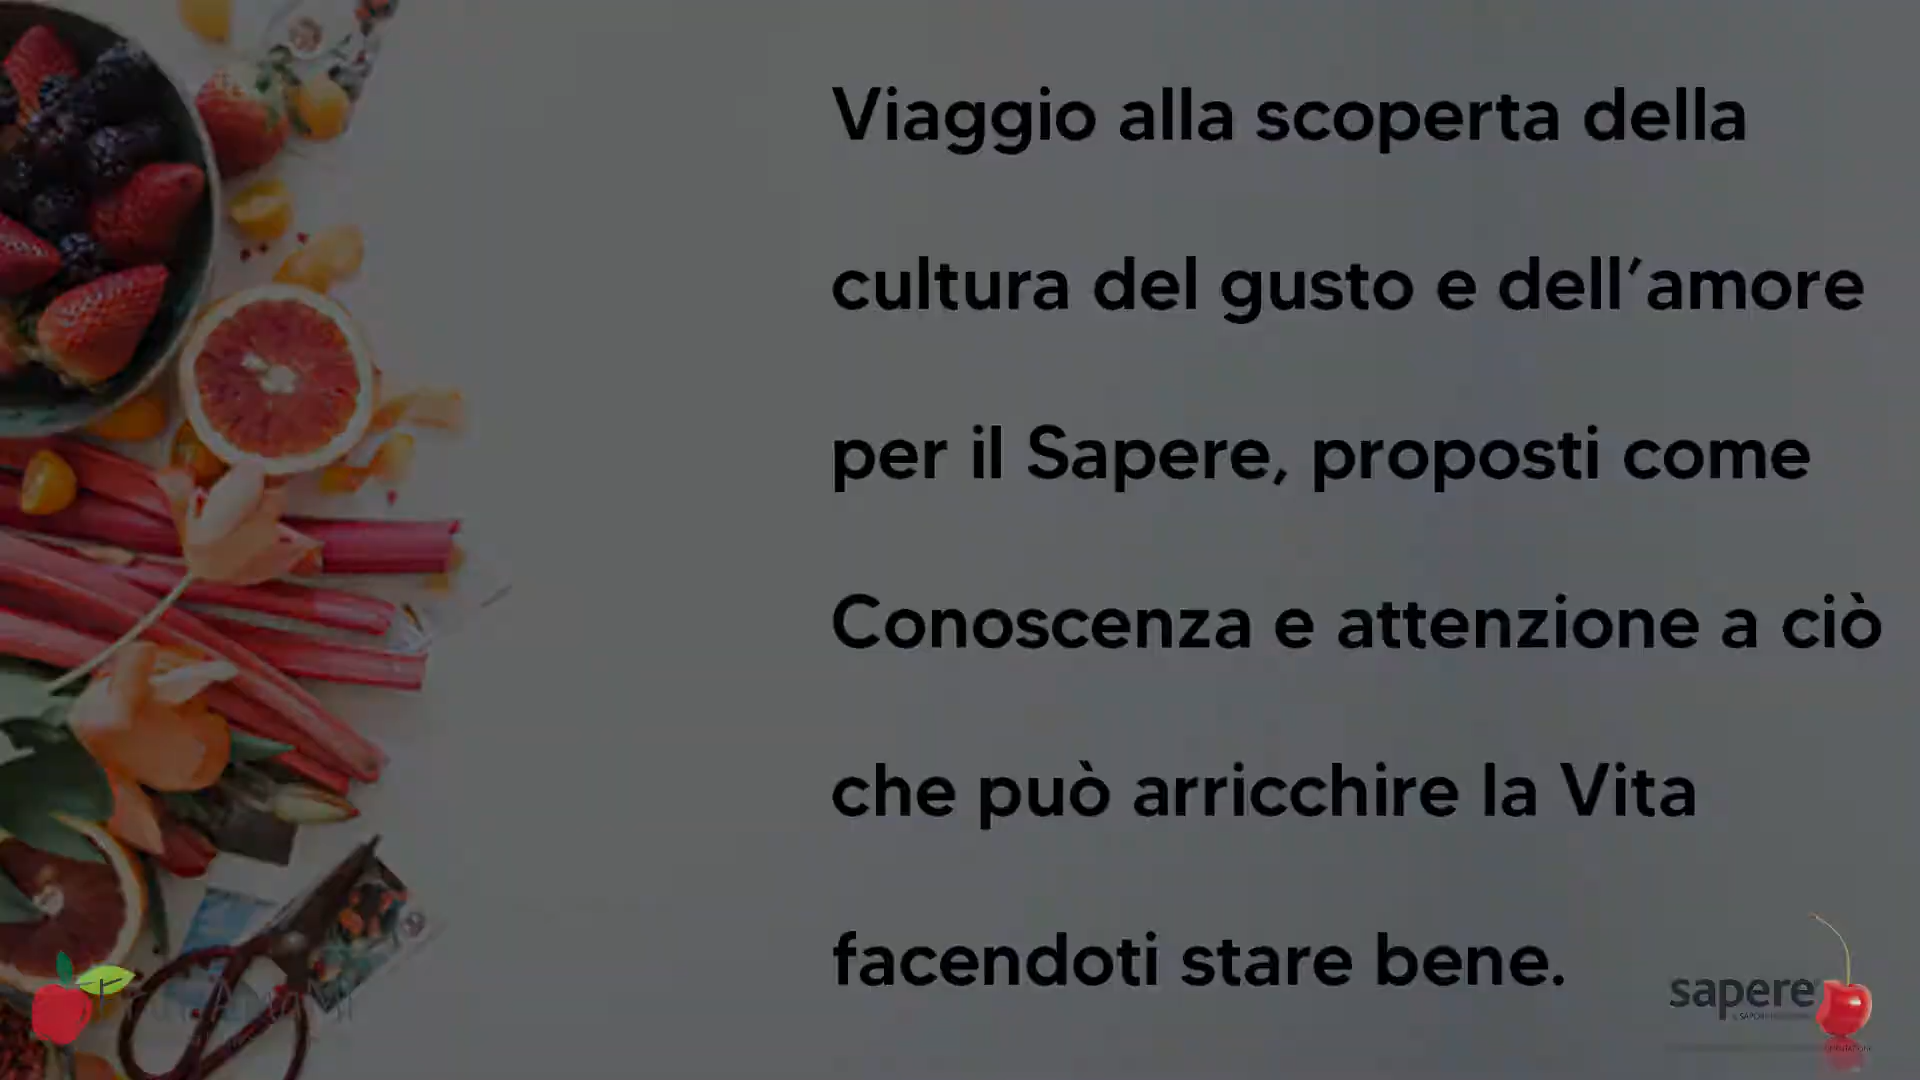 Viaggio alla scoperta della
cultura del gusto e dell’amore
per il Sapere, proposti come
Conoscenza e attenzione a ciò
che può arricchire la Vita
facendoti stare bene.
sapere